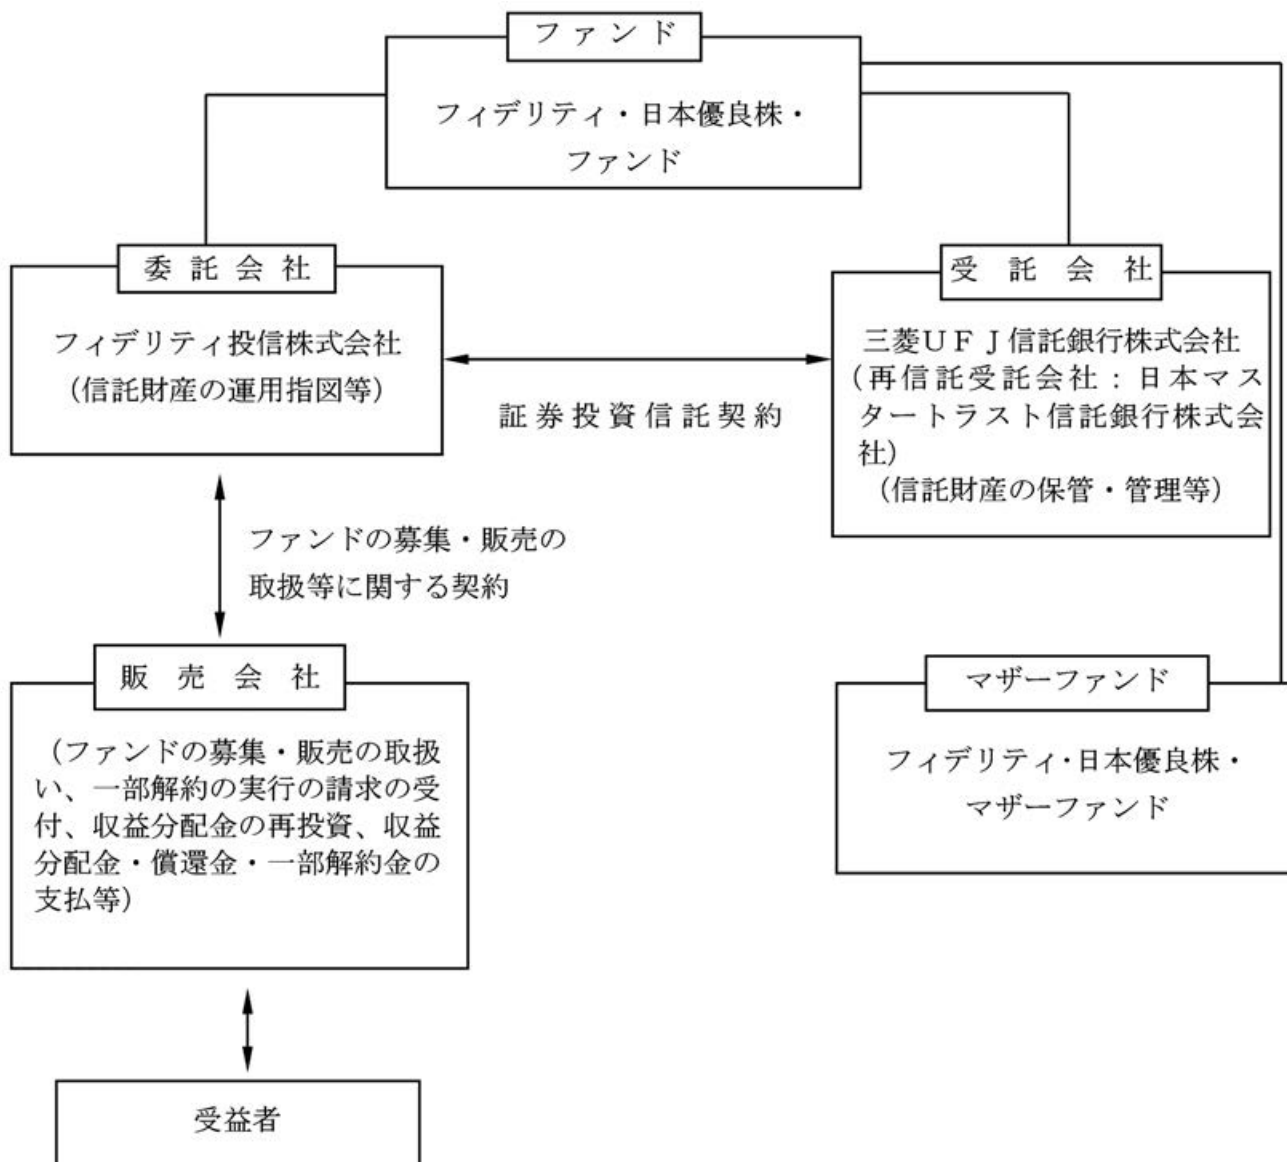 ファンド
フィデリティ・日本優良株・
ファンド
委託会社
フィデリティ投信株式会社
（信託財産の運用指図等）
証券投資信託契約
受託会社
三菱ＵＦＪ信託銀行株式会社
（再信託受託会社：日本マス
タートラスト信託銀行株式会
社）
（信託財産の保管・管理等）
ファンドの募集・販売の
取扱等に関する契約
販売会社
（ファンドの募集・販売の取扱
い、一部解約の実行の請求の受
付、収益分配金の再投資、収益
分配金・償還金・一部解約金の
支払等）
マザーファンド
フィデリティ・日本優良株・
マザーファンド
受益者